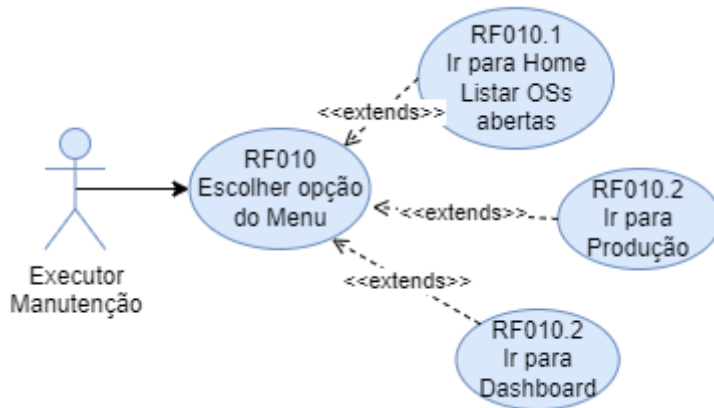 RF010.1
Ir para Home
Listar OSs
abertas
<<extends>>
RF010
Escolher opção
do Menu
RF010.2
Ir para
Produção
<<extends>>
Executor
Manutenção
<<extends>>
RF010.2
Ir para
Dashboard